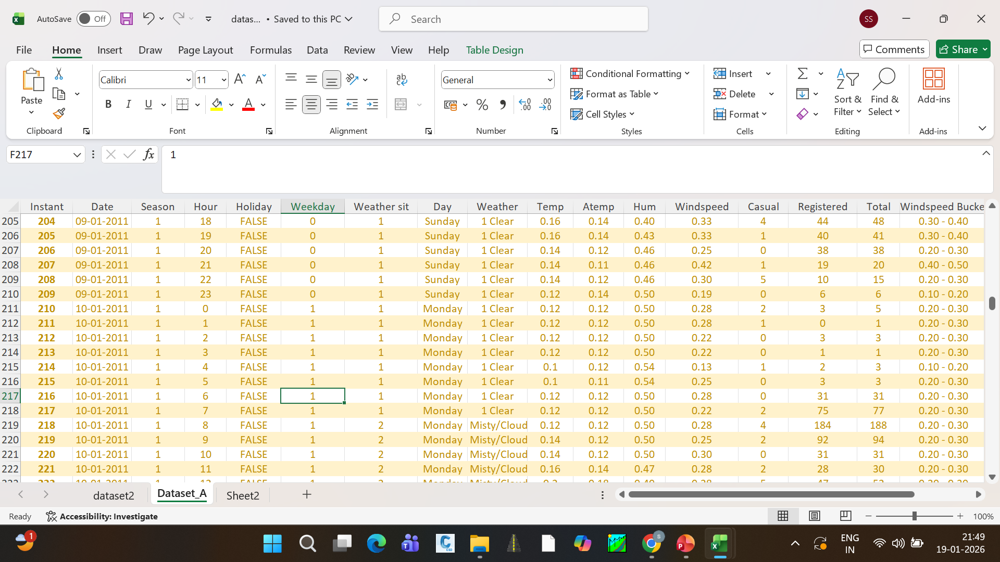 AutoSave Off datas... • Saved to this PC Search SS
File Home Insert Draw Page Layout Formulas Data Review View Help Table Design Comments Share
Paste Calibri 11 General Conditional Formatting Insert Sort & Filter Find & Select Add-ins
B I U Format as Table Delete
Cell Styles Format
Clipboard Font Alignment Number Styles Cells Editing Add-ins
F217 fx 1
Instant Date Season Hour Holiday Weekday Weather sit Day Weather Temp Atemp Hum Windspeed Casual Registered Total Windspeed Bucke
205 204 09-01-2011 1 18 FALSE 0 1 Sunday 1 Clear 0.16 0.14 0.40 0.33 4 44 48 0.30 - 0.40
206 205 09-01-2011 1 19 FALSE 0 1 Sunday 1 Clear 0.16 0.14 0.43 0.33 1 40 41 0.30 - 0.40
207 206 09-01-2011 1 20 FALSE 0 1 Sunday 1 Clear 0.14 0.12 0.46 0.25 0 38 38 0.20 - 0.30
208 207 09-01-2011 1 21 FALSE 0 1 Sunday 1 Clear 0.14 0.11 0.46 0.42 1 19 20 0.40 - 0.50
209 208 09-01-2011 1 22 FALSE 0 1 Sunday 1 Clear 0.14 0.12 0.46 0.30 5 10 15 0.20 - 0.30
210 209 09-01-2011 1 23 FALSE 0 1 Sunday 1 Clear 0.12 0.14 0.50 0.19 0 6 6 0.10 - 0.20
211 210 10-01-2011 1 0 FALSE 1 1 Monday 1 Clear 0.12 0.12 0.50 0.28 2 3 5 0.20 - 0.30
212 211 10-01-2011 1 1 FALSE 1 1 Monday 1 Clear 0.12 0.12 0.50 0.28 1 0 1 0.20 - 0.30
213 212 10-01-2011 1 2 FALSE 1 1 Monday 1 Clear 0.12 0.12 0.50 0.22 0 3 3 0.20 - 0.30
214 213 10-01-2011 1 3 FALSE 1 1 Monday 1 Clear 0.12 0.12 0.50 0.22 0 1 1 0.20 - 0.30
215 214 10-01-2011 1 4 FALSE 1 1 Monday 1 Clear 0.1 0.12 0.54 0.13 1 2 3 0.10 - 0.20
216 215 10-01-2011 1 5 FALSE 1 1 Monday 1 Clear 0.1 0.11 0.54 0.25 0 3 3 0.20 - 0.30
217 216 10-01-2011 1 6 FALSE 1 1 Monday 1 Clear 0.12 0.12 0.50 0.28 0 31 31 0.20 - 0.30
218 217 10-01-2011 1 7 FALSE 1 1 Monday 1 Clear 0.12 0.12 0.50 0.22 2 75 77 0.20 - 0.30
219 218 10-01-2011 1 8 FALSE 1 2 Monday Misty/Cloud 0.12 0.12 0.50 0.28 4 184 188 0.20 - 0.30
220 219 10-01-2011 1 9 FALSE 1 2 Monday Misty/Cloud 0.14 0.12 0.50 0.25 2 92 94 0.20 - 0.30
221 220 10-01-2011 1 10 FALSE 1 2 Monday Misty/Cloud 0.14 0.12 0.50 0.30 0 31 31 0.20 - 0.30
222 221 10-01-2011 1 11 FALSE 1 2 Monday Misty/Cloud 0.16 0.14 0.47 0.28 2 28 30 0.20 - 0.30
dataset2 Dataset_A Sheet2
Ready Accessibility: Investigate 100%
1 ENG IN 21:49 19-01-2026